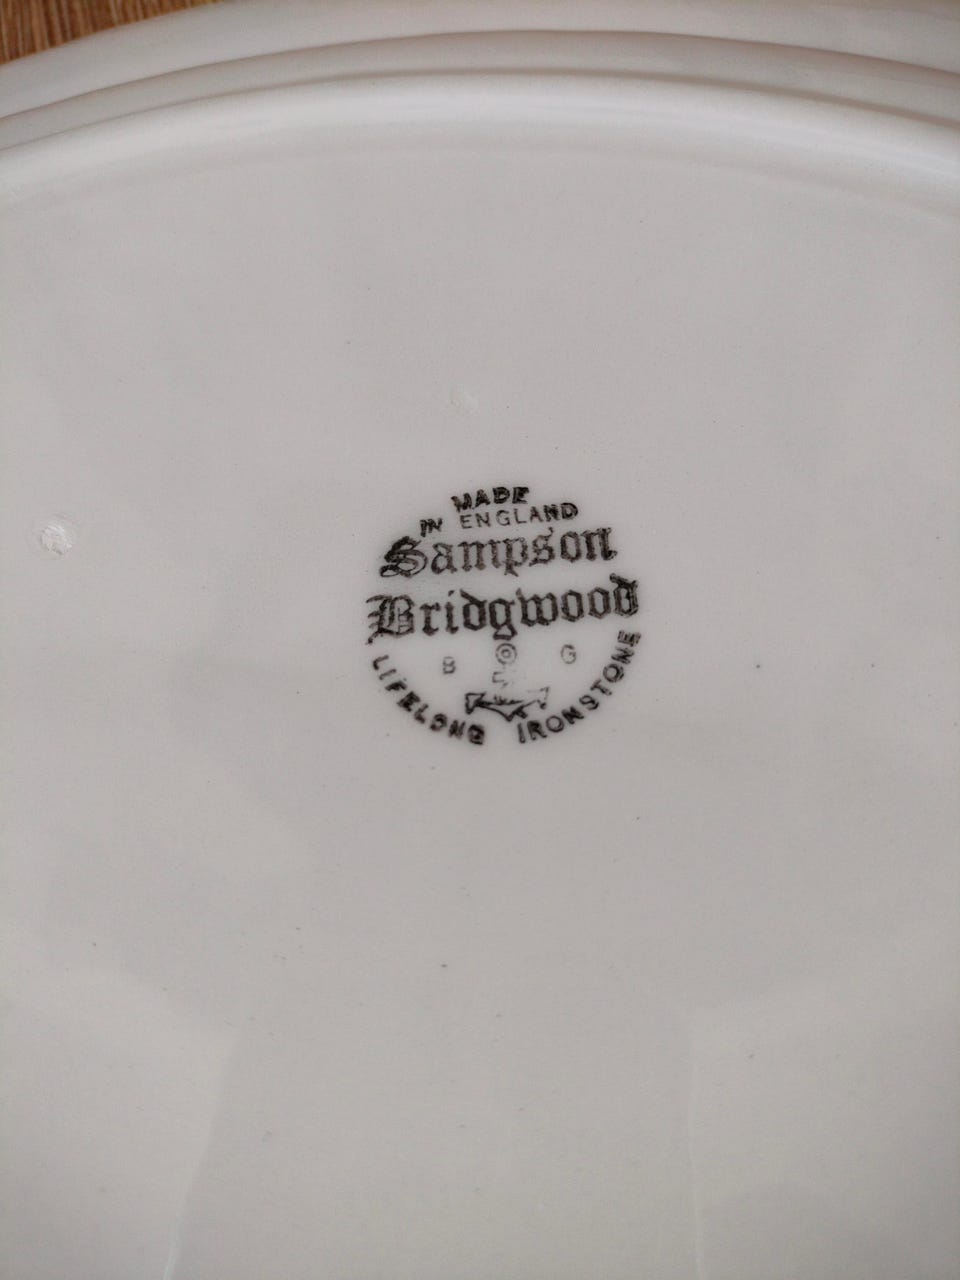 MADE
IN ENGLAND
Sampson
Bridgwood
B G
LIFELONG IRONSTONE